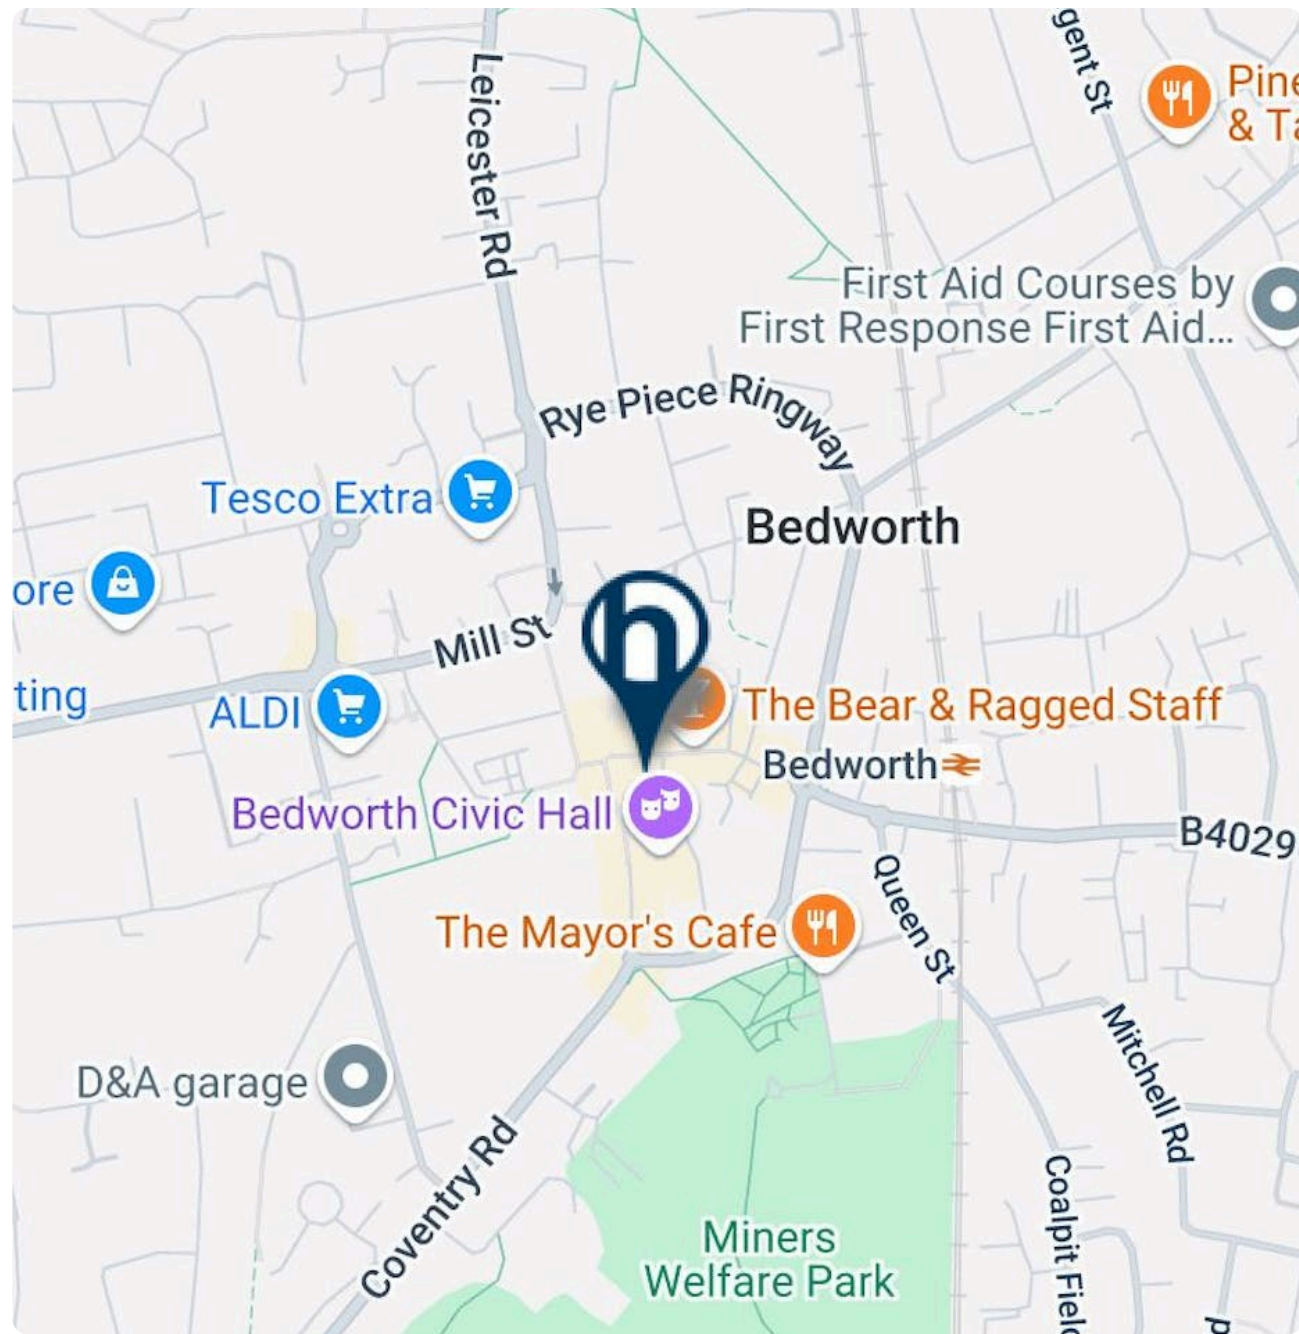 gent St
Pine
& Ta
Leicester Rd
First Aid Courses by
First Response First Aid...
Rye Piece Ringway
Tesco Extra
Bedworth
ore
h
Mill St
ting
ALDI
The Bear & Ragged Staff
Bedworth
Bedworth Civic Hall
B4029
Queen St
The Mayor's Cafe
Mitchell Rd
D&A garage
Coventry Rd
Coalpit Field
Miners
Welfare Park